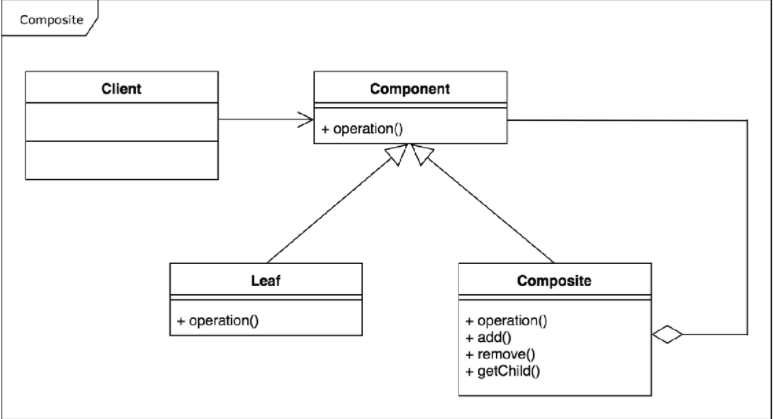 Composite
Client
Component
+ operation()
Leaf
+ operation()
Composite
+ operation()
+ add()
+ remove()
+ getChild()